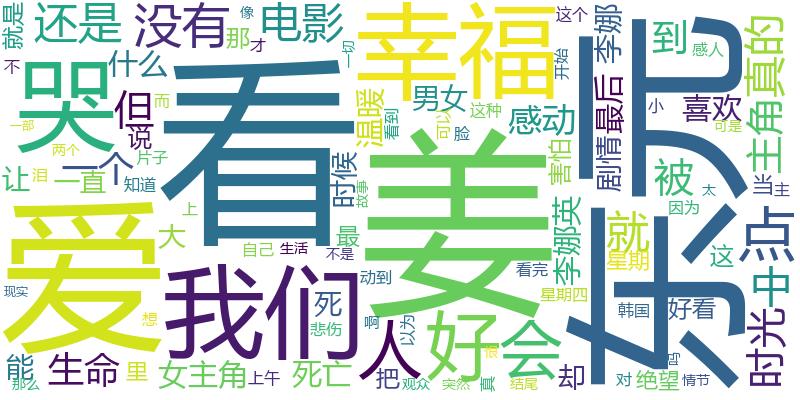 就是
还是
没有
像
那
才
电影
一切
幸福
这个
开始
李娜
到
感人
真的
不
哭
什么
但
说
而
看
温暖
看到
男女
可以
这种
脸
感动
害怕
东元
剧情
最后
小
喜欢
可是
主角
一部
两个
片子
一个
让
泪
一直
知道
时候
故事
姜
被
当
主
太
因为
点
爱
上
大
自己
生活
最
不是
我们
李娜英
就
星期
这
中
看完
星期四
现实
想
动到
死
悲伤
啊
以为
好
会
韩国
好看
吗
时光
能
那么
生命
里
女主角
上午
死亡
人
把
观众
恨
突然
真
结尾
却
对
绝望
情节